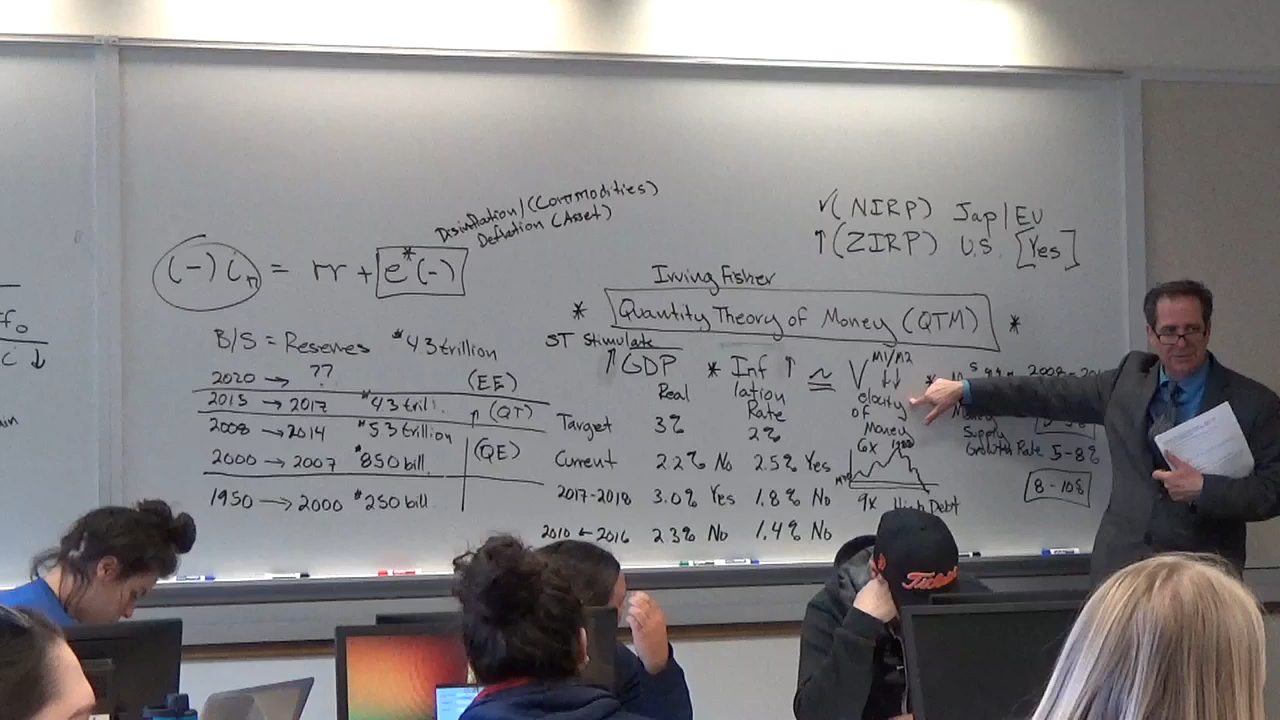 Disinflation/(Commodities)
Deflation (Asset)
(-) in = rr + e*(-)
√(NIRP) Jap/EU
↑(ZIRP) U.S. [Yes]
Irving Fisher
* Quantity Theory of Money (QTM) *
B/S = Reserves $4.3 trillion
2020 → ?? (EE)
2015 → 2017 $4.3 trill. ↑ (QT)
2008 → 2014 $5.3 trillion
2000 → 2007 $850 bill. (QE)
1950 → 2000 $250 bill.
ST Stimulate
↑GDP * Inf ↑ ≅ V M1/M2 ↓↓ *
Real lation elocity
Rate of
Target 3% 2% Money
Current 2.2% No 2.5% Yes 6x
2017-2018 3.0% Yes 1.8% No 9x High Debt
2010 ← 2016 2.3% No 1.4% No
Money
Supply
Growth Rate 5-8%
8-10%
C ↓